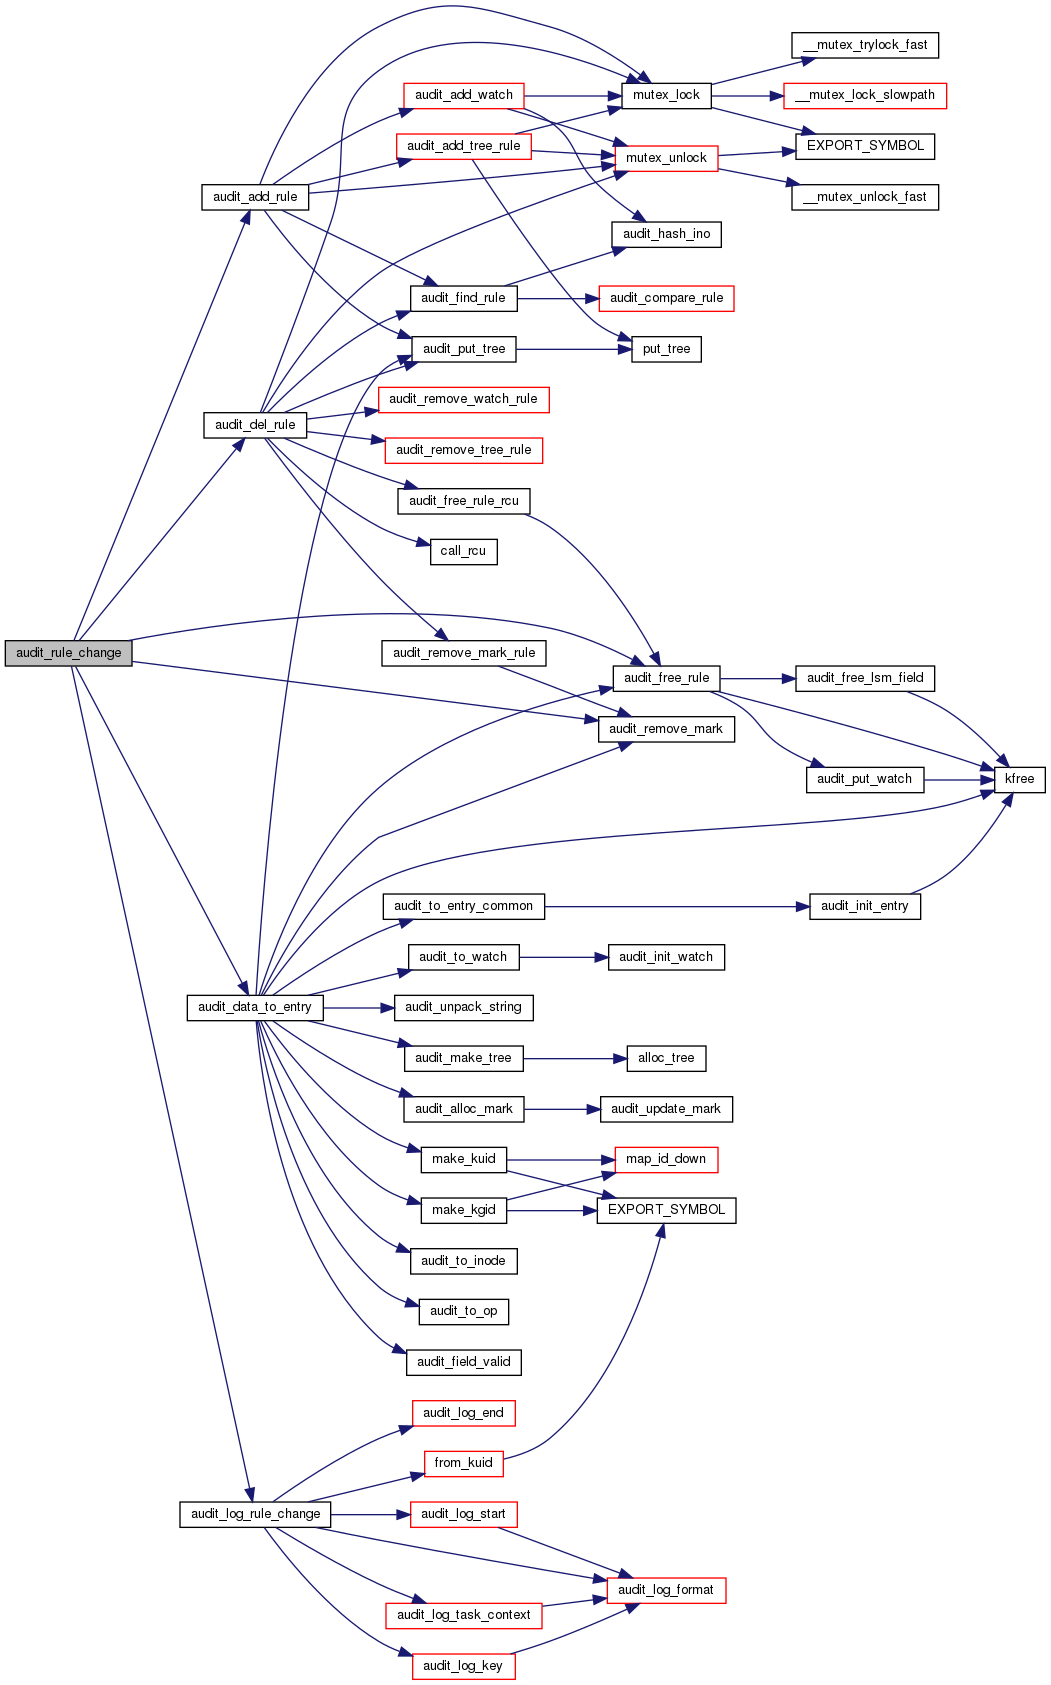 __mutex_trylock_fast
audit_add_watch
mutex_lock
__mutex_lock_slowpath
audit_add_tree_rule
mutex_unlock
EXPORT_SYMBOL
audit_add_rule
__mutex_unlock_fast
audit_hash_ino
audit_find_rule
audit_compare_rule
audit_put_tree
put_tree
audit_remove_watch_rule
audit_del_rule
audit_remove_tree_rule
audit_free_rule_rcu
call_rcu
audit_rule_change
audit_remove_mark_rule
audit_free_rule
audit_free_lsm_field
audit_remove_mark
audit_put_watch
kfree
audit_to_entry_common
audit_init_entry
audit_to_watch
audit_init_watch
audit_data_to_entry
audit_unpack_string
audit_make_tree
alloc_tree
audit_alloc_mark
audit_update_mark
make_kuid
map_id_down
make_kgid
EXPORT_SYMBOL
audit_to_inode
audit_to_op
audit_field_valid
audit_log_end
from_kuid
audit_log_rule_change
audit_log_start
audit_log_format
audit_log_task_context
audit_log_key